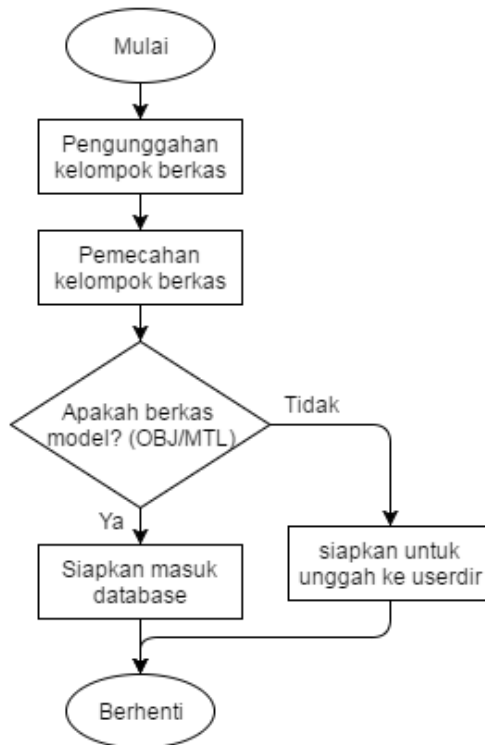 Mulai
Pengunggahan
kelompok berkas
Pemecahan
kelompok berkas
Apakah berkas
model? (OBJ/MTL)
Tidak
Ya
Siapkan masuk
database
siapkan untuk
unggah ke userdir
Berhenti